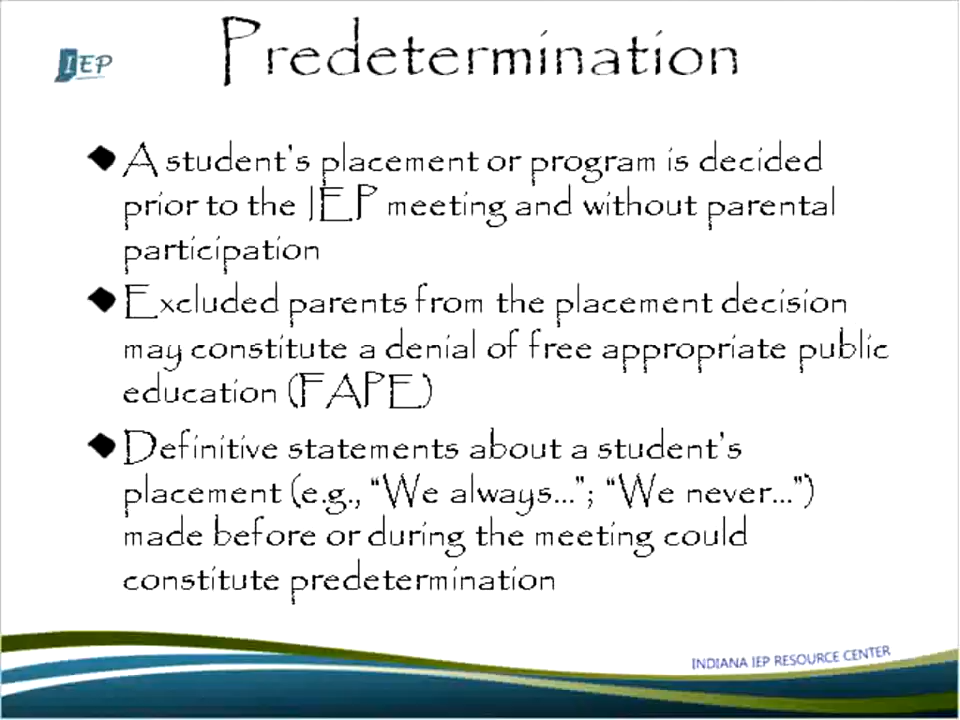 Predetermination
IEP
A student's placement or program is decided
prior to the IEP meeting and without parental
participation
Excluded parents from the placement decision
may constitute a denial of free appropriate public
education (FAPE)
Definitive statements about a student's
placement (e.g., “We always...”; “We never...”)
made before or during the meeting could
constitute predetermination
INDIANA IEP RESOURCE CENTER